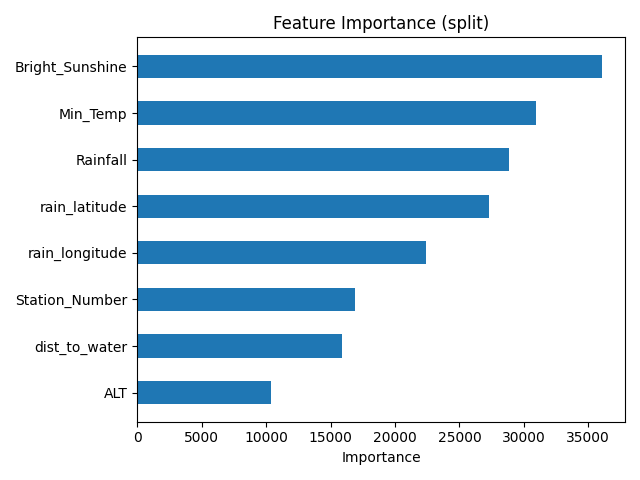 Feature Importance (split)
Bright_Sunshine
Min_Temp
Rainfall
rain_latitude
rain_longitude
Station_Number
dist_to_water
ALT
0 5000 10000 15000 20000 25000 30000 35000
Importance